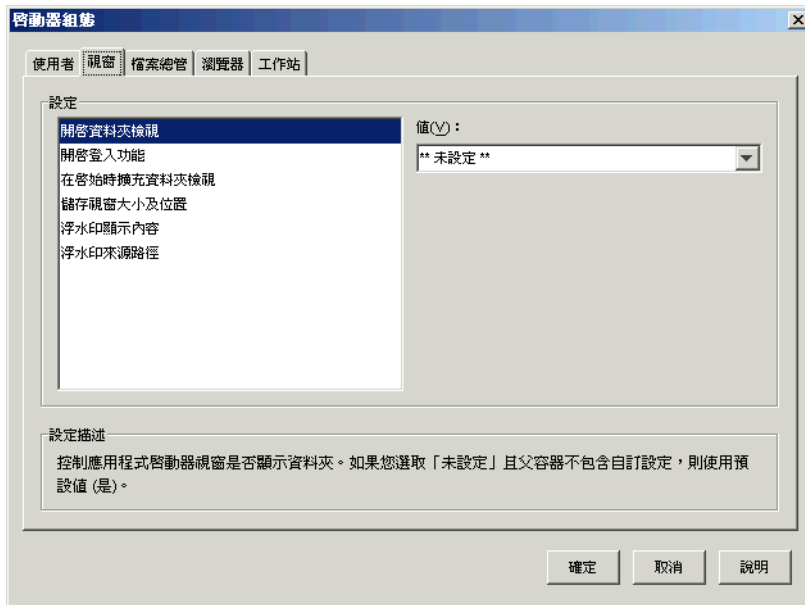 啓動器組態
使用者 視窗 檔案總管 瀏覽器 工作站
設定
開啓資料夾檢視
開啓登入功能
在啓始時擴充資料夾檢視
儲存視窗大小及位置
浮水印顯示內容
浮水印來源路徑
值(V)：
** 未設定 **
設定描述
控制應用程式啓動器視窗是否顯示資料夾。如果您選取「未設定」且父容器不包含自訂設定，則使用預
設值 (是)。
確定 取消 說明